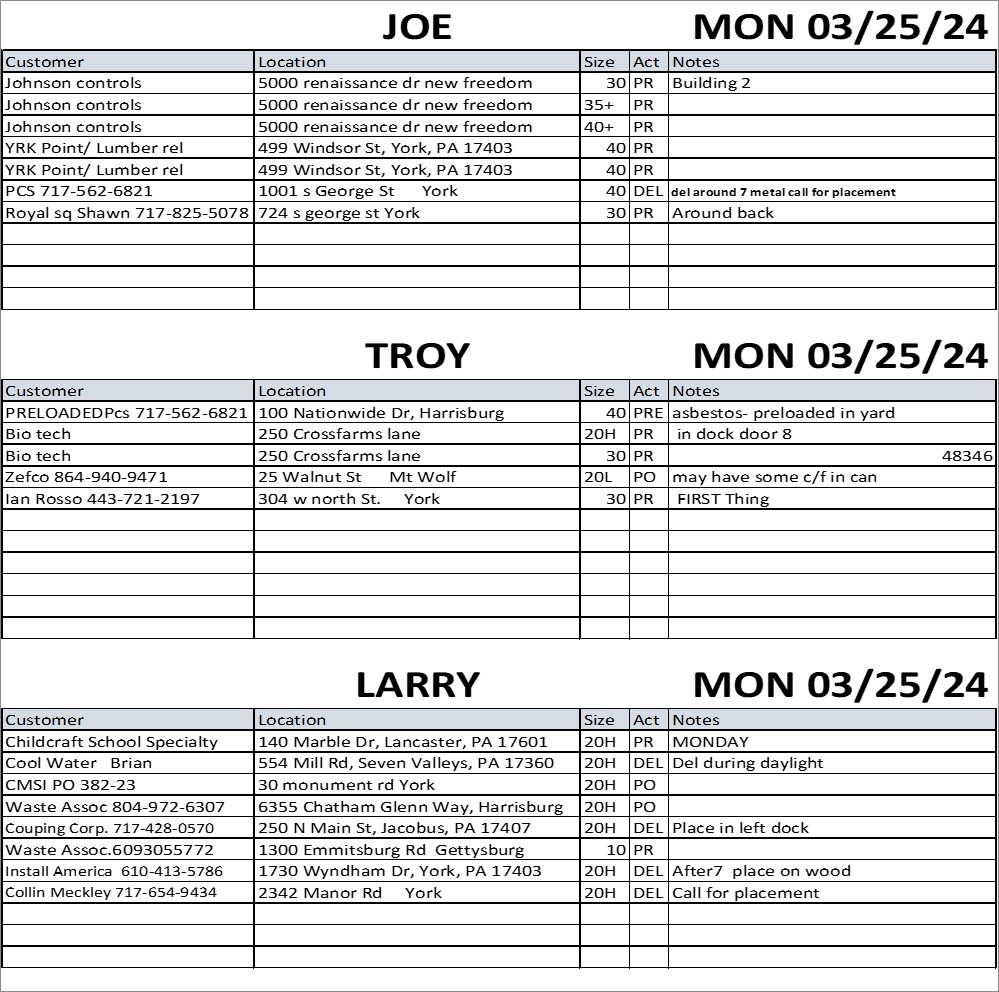 JOE MON 03/25/24
Customer Location Size Act Notes
Johnson controls 5000 renaissance dr new freedom 30 PR Building 2
Johnson controls 5000 renaissance dr new freedom 35+ PR
Johnson controls 5000 renaissance dr new freedom 40+ PR
YRK Point/ Lumber rel 499 Windsor St, York, PA 17403 40 PR
YRK Point/ Lumber rel 499 Windsor St, York, PA 17403 40 PR
PCS 717-562-6821 1001 s George St York 40 DEL del around 7 metal call for placement
Royal sq Shawn 717-825-5078 724 s george st York 30 PR Around back
TROY MON 03/25/24
Customer Location Size Act Notes
PRELOADEDPcs 717-562-6821 100 Nationwide Dr, Harrisburg 40 PRE asbestos- preloaded in yard
Bio tech 250 Crossfarms lane 20H PR in dock door 8
Bio tech 250 Crossfarms lane 30 PR 48346
Zefco 864-940-9471 25 Walnut St Mt Wolf 20L PO may have some c/f in can
Ian Rosso 443-721-2197 304 w north St. York 30 PR FIRST Thing
LARRY MON 03/25/24
Customer Location Size Act Notes
Childcraft School Specialty 140 Marble Dr, Lancaster, PA 17601 20H PR MONDAY
Cool Water Brian 554 Mill Rd, Seven Valleys, PA 17360 20H DEL Del during daylight
CMSI PO 382-23 30 monument rd York 20H PO
Waste Assoc 804-972-6307 6355 Chatham Glenn Way, Harrisburg 20H PO
Couping Corp. 717-428-0570 250 N Main St, Jacobus, PA 17407 20H DEL Place in left dock
Waste Assoc.6093055772 1300 Emmitsburg Rd Gettysburg 10 PR
Install America 610-413-5786 1730 Wyndham Dr, York, PA 17403 20H DEL After7 place on wood
Collin Meckley 717-654-9434 2342 Manor Rd York 20H DEL Call for placement